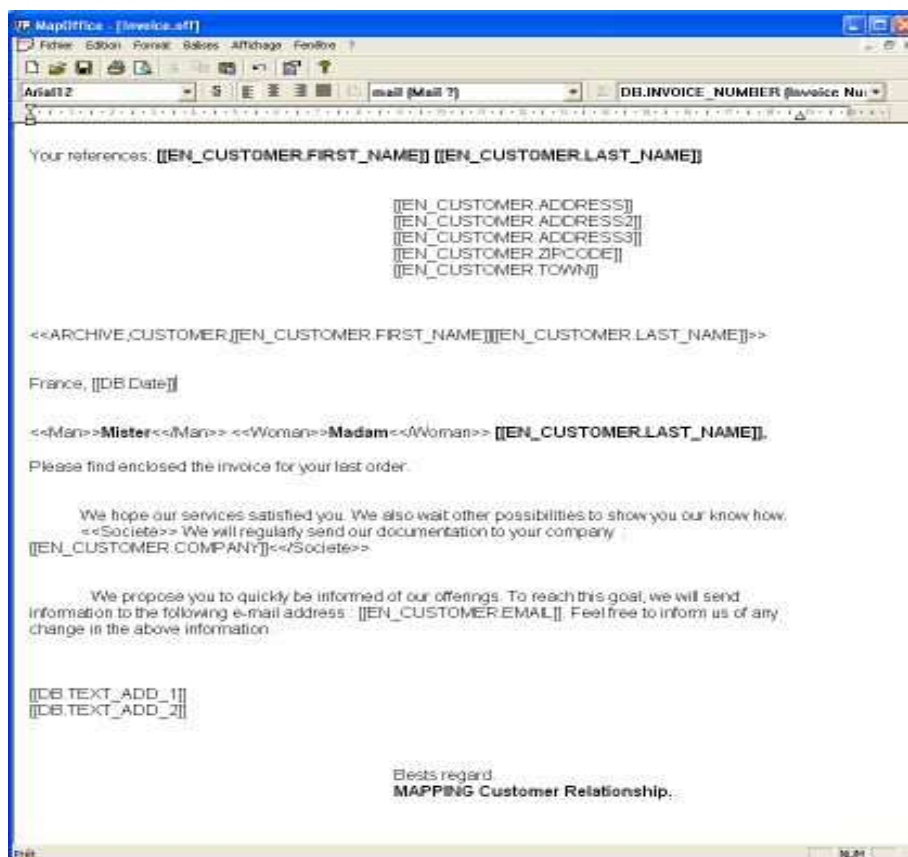 MapOffice - [Invoice.off]
Fichier Edition Format Balises Affichage Fenêtre ?
Arial12 S mail (Mail ?) DB.INVOICE_NUMBER (Invoice Nu
Your references: [[EN_CUSTOMER.FIRST_NAME]] [[EN_CUSTOMER.LAST_NAME]]
[[EN_CUSTOMER.ADDRESS]]
[[EN_CUSTOMER.ADDRESS2]]
[[EN_CUSTOMER.ADDRESS3]]
[[EN_CUSTOMER.ZIPCODE]]
[[EN_CUSTOMER.TOWN]]
<<ARCHIVE,CUSTOMER,[[EN_CUSTOMER.FIRST_NAME]][[EN_CUSTOMER.LAST_NAME]]>>
France, [[DB.Date]]
<<Man>>Mister<</Man>> <<Woman>>Madam<</Woman>> [[EN_CUSTOMER.LAST_NAME]],
Please find enclosed the invoice for your last order.
We hope our services satisfied you. We also wait other possibilities to show you our know how.
<<Societe>> We will regularly send our documentation to your company :
[[EN_CUSTOMER.COMPANY]]<</Societe>>
We propose you to quickly be informed of our offerings. To reach this goal, we will send
information to the following e-mail address : [[EN_CUSTOMER.EMAIL]]. Feel free to inform us of any
change in the above information.
[[DB.TEXT_ADD_1]]
[[DB.TEXT_ADD_2]]
Bests regard.
MAPPING Customer Relationship.
Prêt NUM